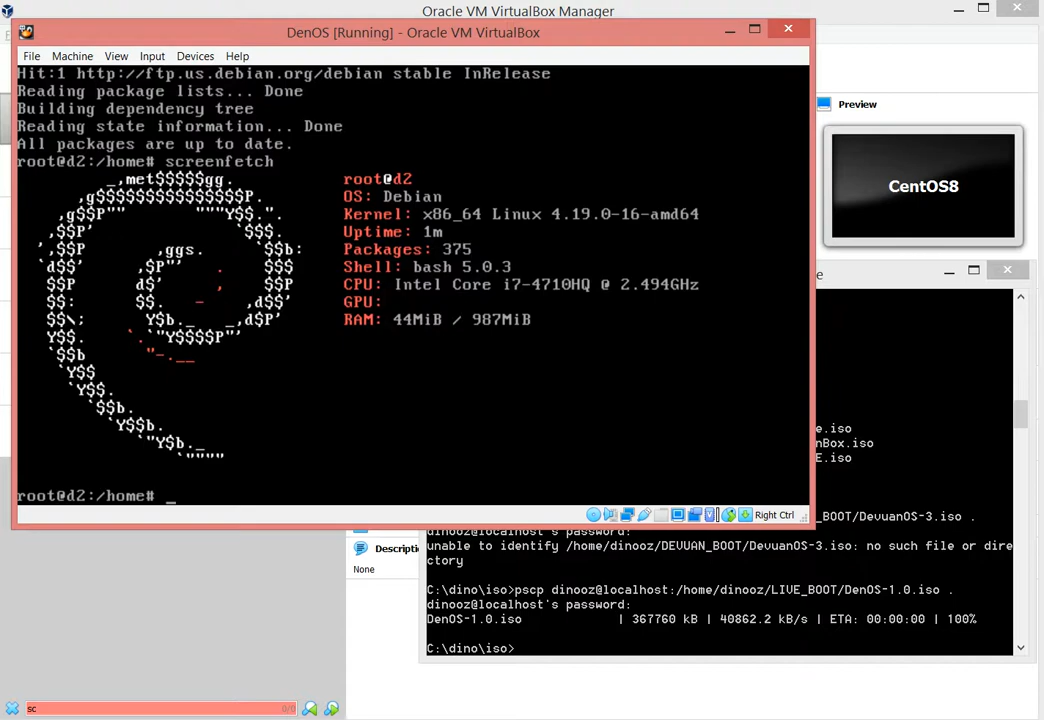 Oracle VM VirtualBox Manager
DenOS [Running] - Oracle VM VirtualBox
File Machine View Input Devices Help
Hit:1 http://ftp.us.debian.org/debian stable InRelease
Reading package lists... Done
Building dependency tree
Reading state information... Done
All packages are up to date.
root@d2:/home# screenfetch
_,met$$$$$gg.
,g$$$$$$$$$$$$$$$P.
,g$$P"" """Y$$.".
,$$P' `$$$.
',$$P ,ggs. `$$b:
`d$$' ,$P"' . $$$
$$P d$' , $$P
$$: $$. - ,d$$'
$$\; Y$b._ _,d$P'
Y$$. `.`"Y$$$$P"'
`$$b "-.__
`Y$$
`Y$$.
`$$b.
`Y$$b.
`"Y$b._
`""""
root@d2
OS: Debian
Kernel: x86_64 Linux 4.19.0-16-amd64
Uptime: 1m
Packages: 375
Shell: bash 5.0.3
CPU: Intel Core i7-4710HQ @ 2.494GHz
GPU:
RAM: 44MiB / 987MiB
root@d2:/home# _
Right Ctrl
Preview
CentOS8
e
e.iso
nBox.iso
E.iso
_BOOT/DevuanOS-3.iso .
dinooz@localhost's password:
unable to identify /home/dinooz/DEVUAN_BOOT/DevuanOS-3.iso: no such file or dire
ctory
C:\dino\iso>pscp dinooz@localhost:/home/dinooz/LIVE_BOOT/DenOS-1.0.iso .
dinooz@localhost's password:
DenOS-1.0.iso | 367760 kB | 40862.2 kB/s | ETA: 00:00:00 | 100%
C:\dino\iso>
Descripti
None
sc
0/0